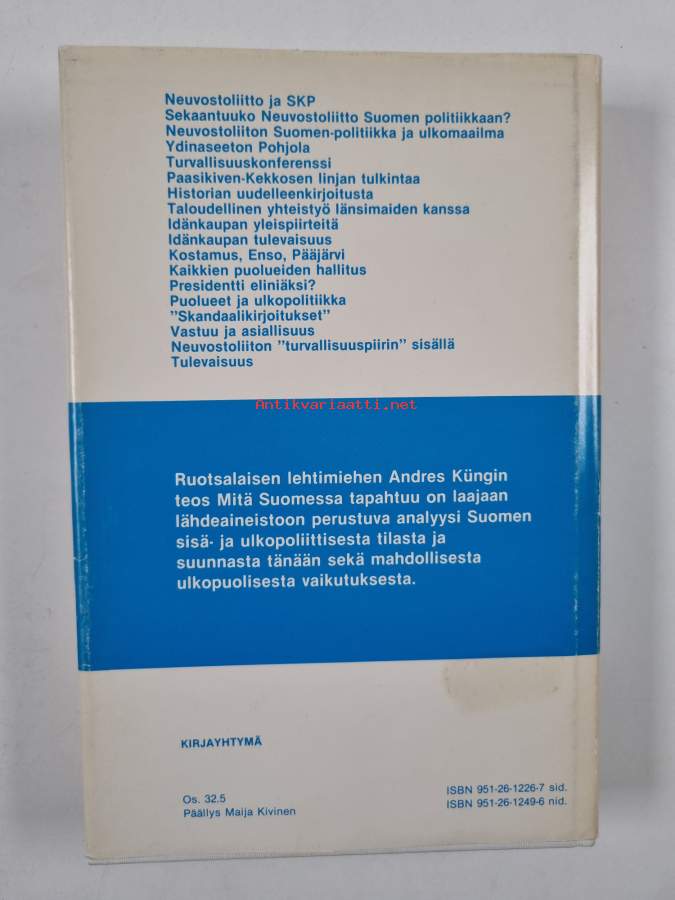 Neuvostoliitto ja SKP
Sekaantuuko Neuvostoliitto Suomen politiikkaan?
Neuvostoliiton Suomen-politiikka ja ulkomaailma
Ydinaseeton Pohjola
Turvallisuuskonferenssi
Paasikiven-Kekkosen linjan tulkintaa
Historian uudelleenkirjoitusta
Taloudellinen yhteistyö länsimaiden kanssa
Idänkaupan yleispiirteitä
Idänkaupan tulevaisuus
Kostamus, Enso, Pääjärvi
Kaikkien puolueiden hallitus
Presidentti eliniäksi?
Puolueet ja ulkopolitiikka
"Skandaalikirjoitukset"
Vastuu ja asiallisuus
Neuvostoliiton "turvallisuuspiirin" sisällä
Tulevaisuus
Antikvariaatti.net
Ruotsalaisen lehtimiehen Andres Küngin
teos Mitä Suomessa tapahtuu on laajaan
lähdeaineistoon perustuva analyysi Suomen
sisä- ja ulkopoliittisesta tilasta ja
suunnasta tänään sekä mahdollisesta
ulkopuolisesta vaikutuksesta.
KIRJAYHTYMÄ
Os. 32.5
Päällys Maija Kivinen
ISBN 951-26-1226-7 sid.
ISBN 951-26-1249-6 nid.